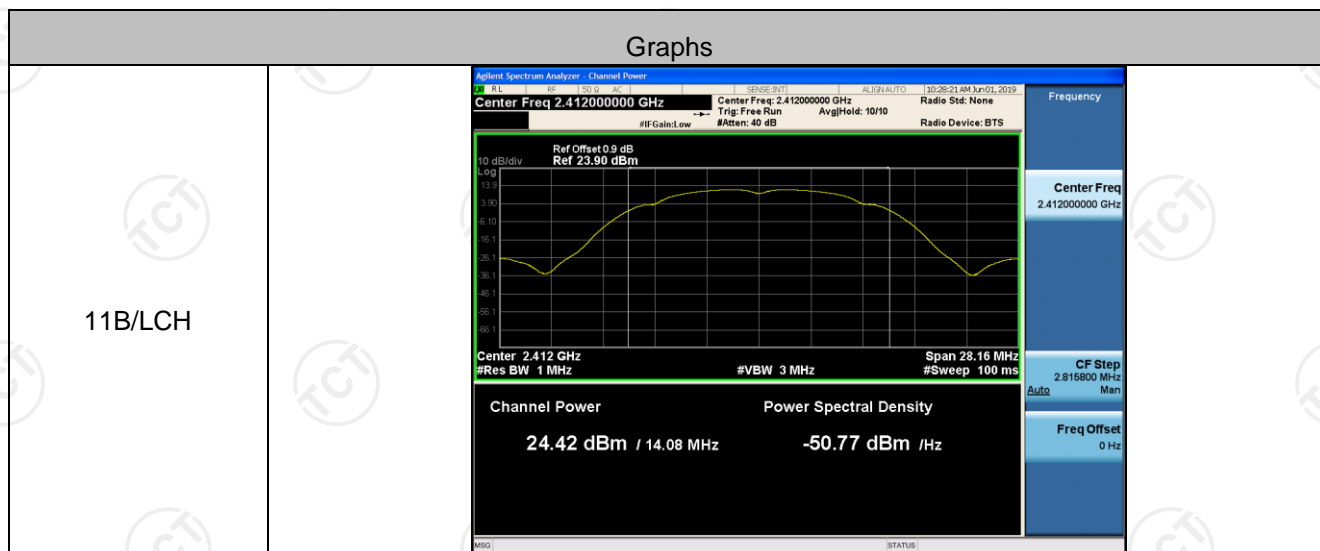 Graphs
11B/LCH
Agilent Spectrum Analyzer - Channel Power
RL RF 50 Ω AC SENSE:INT ALIGN AUTO 10:28:21 AM Jun 01, 2019
Center Freq 2.412000000 GHz
Center Freq: 2.412000000 GHz Radio Std: None
Trig: Free Run Avg|Hold: 10/10
#IFGain:Low #Atten: 40 dB Radio Device: BTS
Ref Offset 0.9 dB
10 dB/div Ref 23.90 dBm
Log
13.9
3.90
-6.10
-16.1
-26.1
-36.1
-46.1
-56.1
-66.1
Center 2.412 GHz Span 28.16 MHz
#Res BW 1 MHz #VBW 3 MHz #Sweep 100 ms
Channel Power Power Spectral Density
24.42 dBm / 14.08 MHz -50.77 dBm /Hz
MSG STATUS
Frequency
Center Freq
2.412000000 GHz
CF Step
2.815800 MHz
Auto Man
Freq Offset
0 Hz
TCT
TCT
TCT
TCT